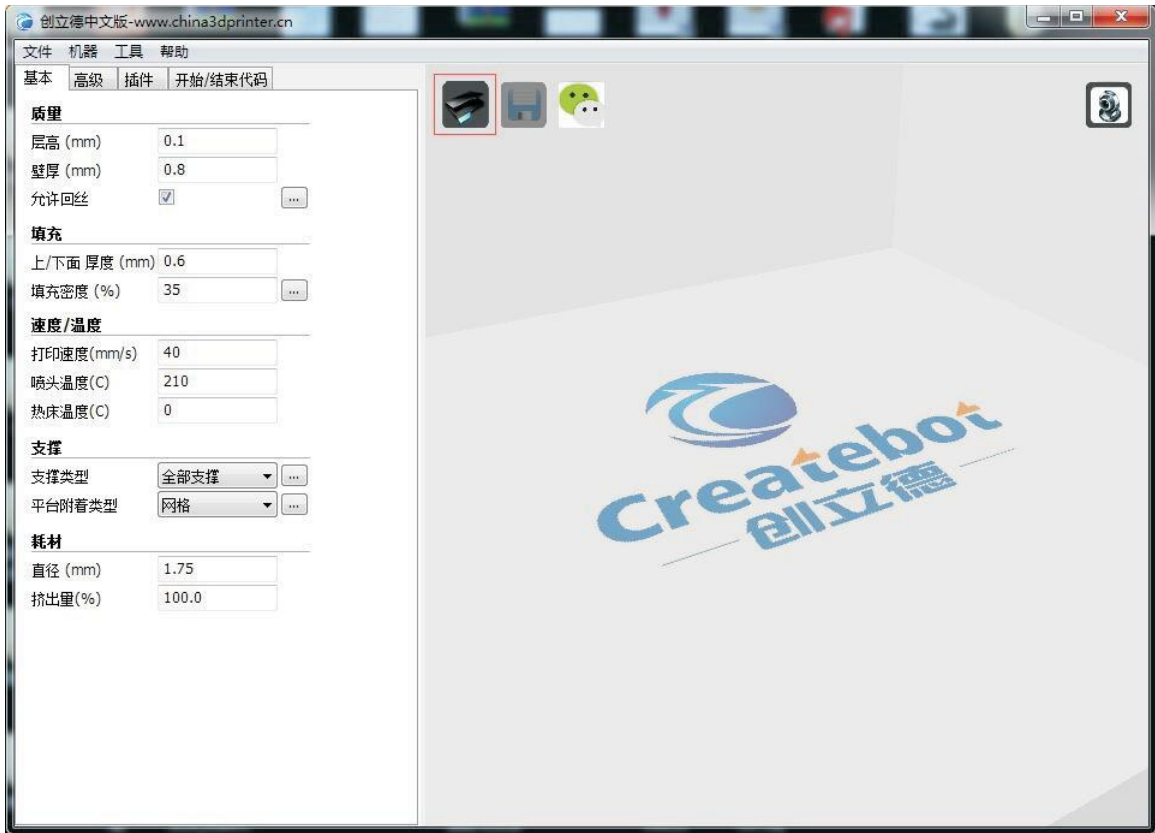 创立德中文版-www.china3dprinter.cn
文件 机器 工具 帮助
基本 高级 插件 开始/结束代码
质量
层高 (mm) 0.1
壁厚 (mm) 0.8
允许回丝 ...
填充
上/下面 厚度 (mm) 0.6
填充密度 (%) 35 ...
速度/温度
打印速度(mm/s) 40
喷头温度(C) 210
热床温度(C) 0
支撑
支撑类型 全部支撑 ...
平台附着类型 网格 ...
耗材
直径 (mm) 1.75
挤出量(%) 100.0
Createbot
创立德